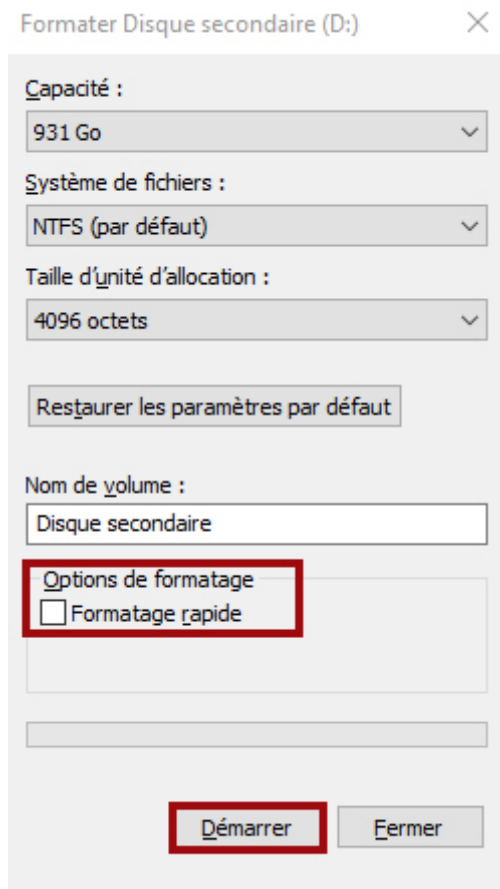 Formater Disque secondaire (D:)
Capacité :
931 Go
Système de fichiers :
NTFS (par défaut)
Taille d'unité d'allocation :
4096 octets
Restaurer les paramètres par défaut
Nom de volume :
Disque secondaire
Options de formatage
Formatage rapide
Démarrer
Fermer